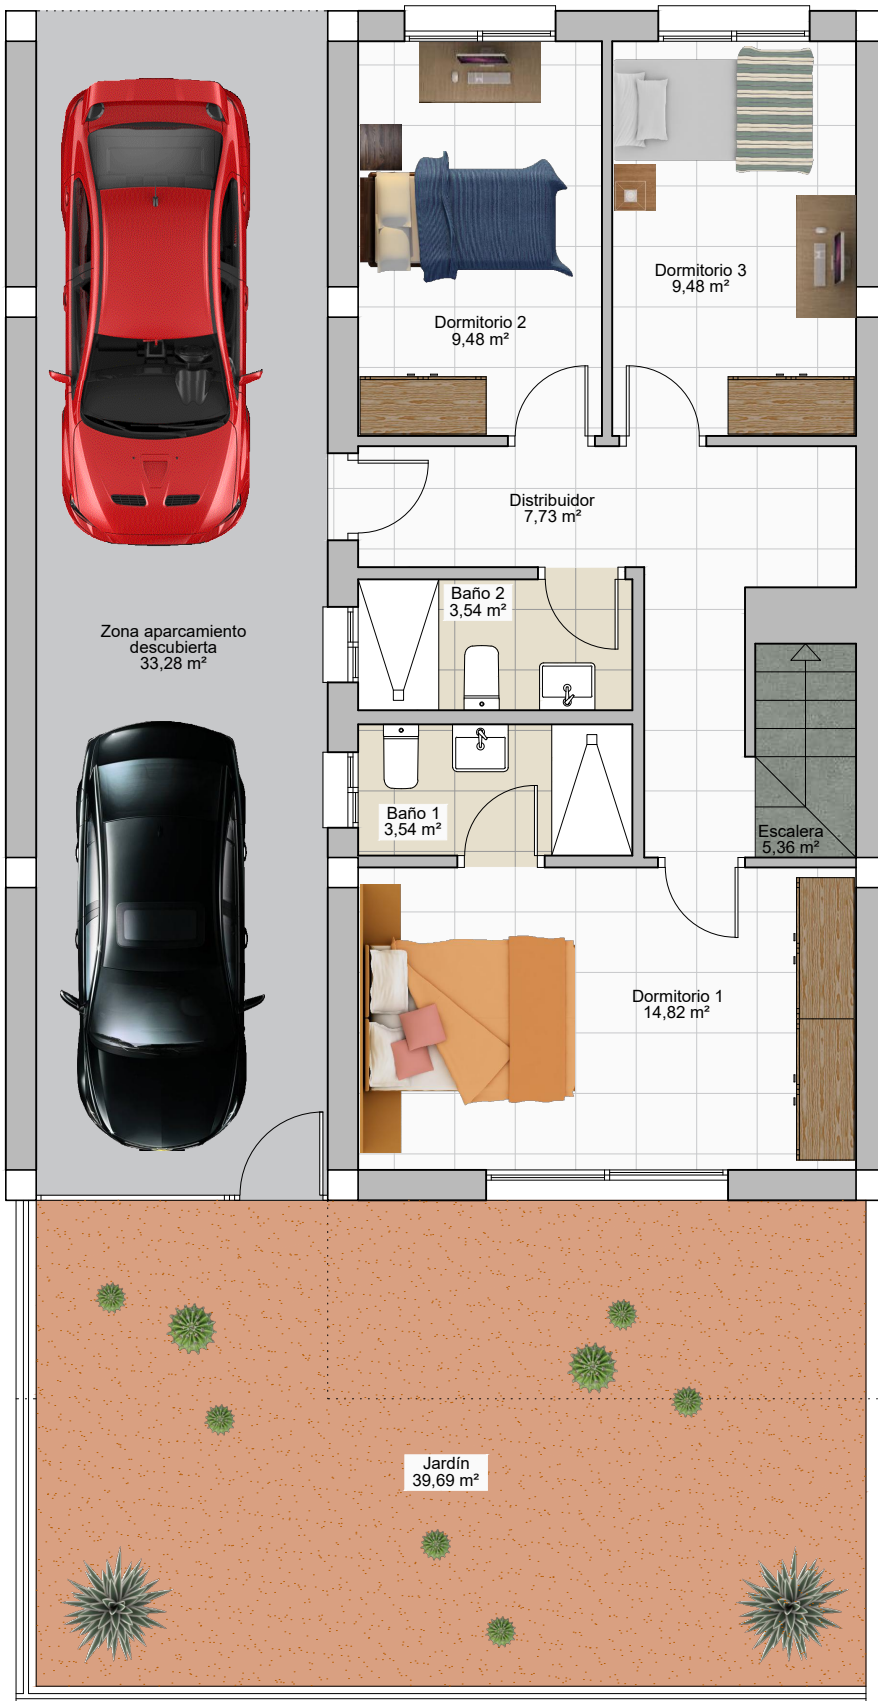 Dormitorio 3
9,48 m²
Dormitorio 2
9,48 m²
Distribuidor
7,73 m²
Baño 2
3,54 m²
Zona aparcamiento
descubierta
33,28 m²
Baño 1
3,54 m²
Escalera
5,36 m²
Dormitorio 1
14,82 m²
Jardín
39,69 m²